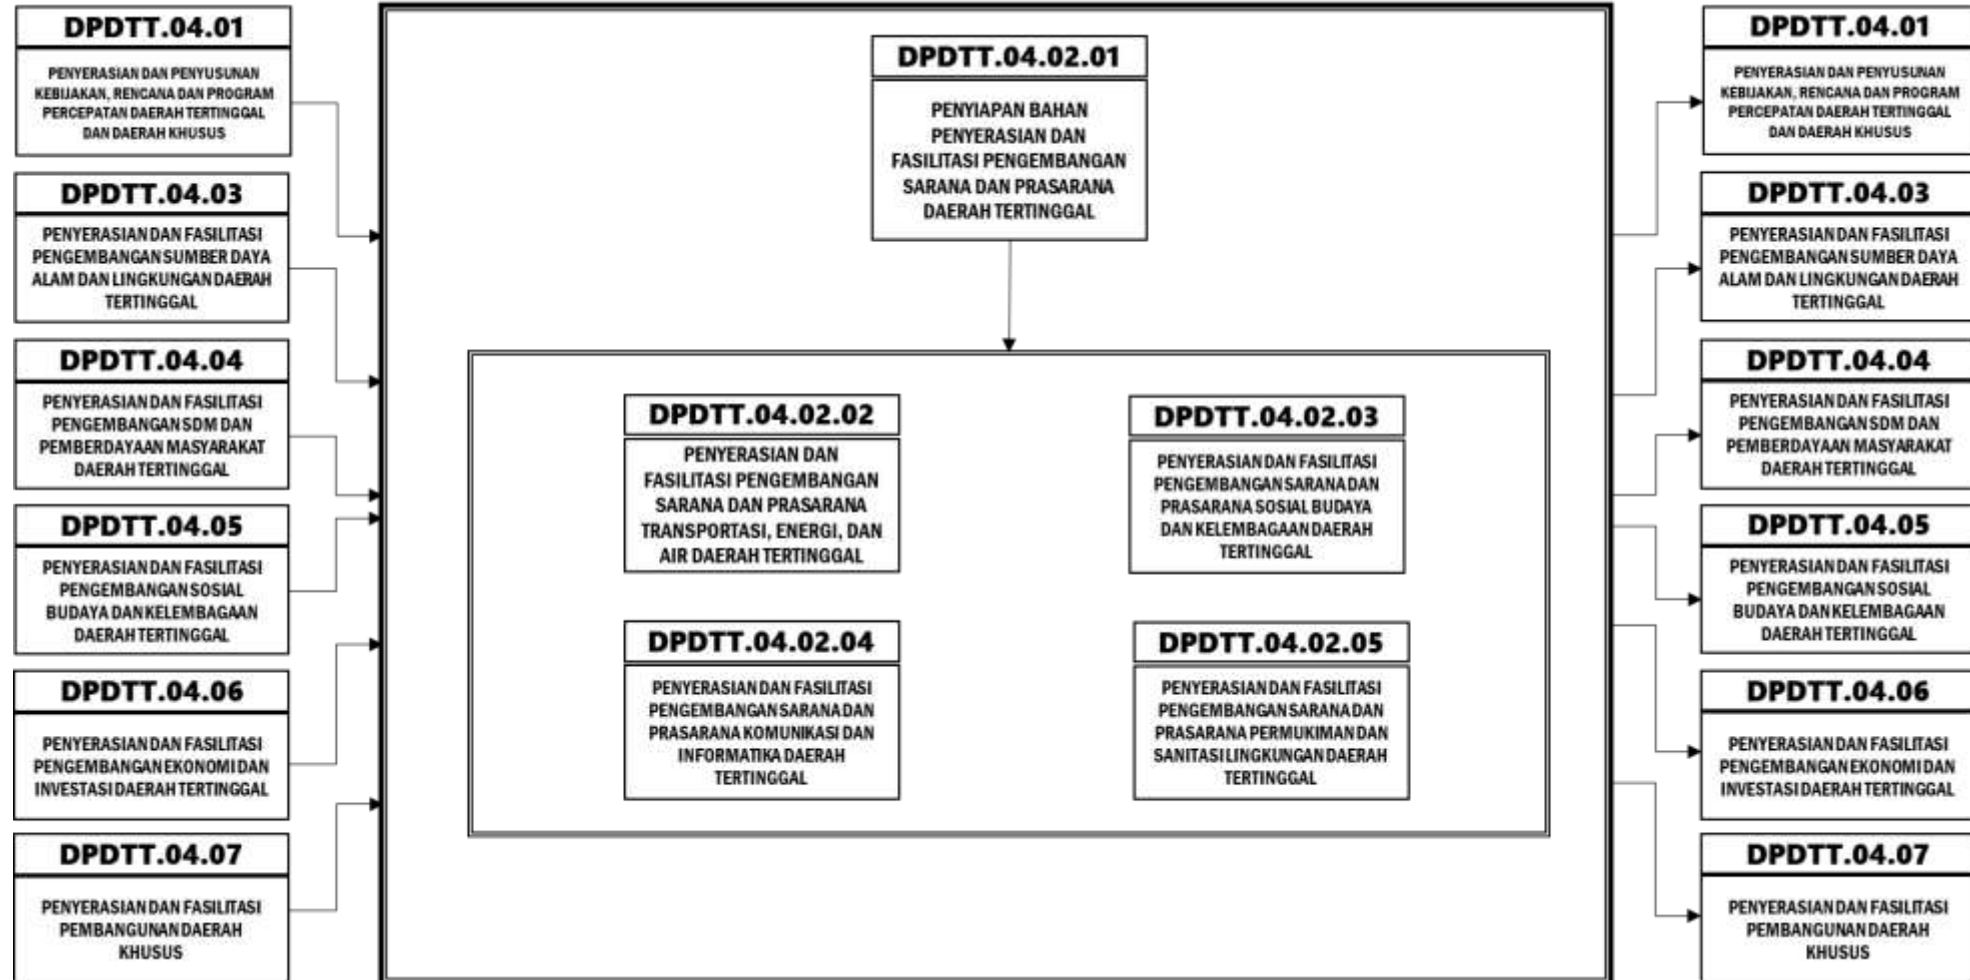 DPDTT.04.01
PENYERASIAN DAN PENYUSUNAN
KEBIJAKAN, RENCANA DAN PROGRAM
PERCEPATAN DAERAH TERTINGGAL
DAN DAERAH KHUSUS
DPDTT.04.03
PENYERASIAN DAN FASILITASI
PENGEMBANGAN SUMBER DAYA
ALAM DAN LINGKUNGAN DAERAH
TERTINGGAL
DPDTT.04.04
PENYERASIAN DAN FASILITASI
PENGEMBANGAN SDM DAN
PEMBERDAYAAN MASYARAKAT
DAERAH TERTINGGAL
DPDTT.04.05
PENYERASIAN DAN FASILITASI
PENGEMBANGAN SOSIAL
BUDAYA DAN KELEMBAGAAN
DAERAH TERTINGGAL
DPDTT.04.06
PENYERASIAN DAN FASILITASI
PENGEMBANGAN EKONOMI DAN
INVESTASI DAERAH TERTINGGAL
DPDTT.04.07
PENYERASIAN DAN FASILITASI
PEMBANGUNAN DAERAH
KHUSUS
DPDTT.04.02.01
PENYIAPAN BAHAN
PENYERASIAN DAN
FASILITASI PENGEMBANGAN
SARANA DAN PRASARANA
DAERAH TERTINGGAL
DPDTT.04.02.02
PENYERASIAN DAN
FASILITASI PENGEMBANGAN
SARANA DAN PRASARANA
TRANSPORTASI, ENERGI, DAN
AIR DAERAH TERTINGGAL
DPDTT.04.02.03
PENYERASIAN DAN FASILITASI
PENGEMBANGAN SARANA DAN
PRASARANA SOSIAL BUDAYA
DAN KELEMBAGAAN DAERAH
TERTINGGAL
DPDTT.04.02.04
PENYERASIAN DAN FASILITASI
PENGEMBANGAN SARANA DAN
PRASARANA KOMUNIKASI DAN
INFORMATIKA DAERAH
TERTINGGAL
DPDTT.04.02.05
PENYERASIAN DAN FASILITASI
PENGEMBANGAN SARANA DAN
PRASARANA PERMUKIMAN DAN
SANITASI LINGKUNGAN DAERAH
TERTINGGAL
DPDTT.04.01
PENYERASIAN DAN PENYUSUNAN
KEBIJAKAN, RENCANA DAN PROGRAM
PERCEPATAN DAERAH TERTINGGAL
DAN DAERAH KHUSUS
DPDTT.04.03
PENYERASIAN DAN FASILITASI
PENGEMBANGAN SUMBER DAYA
ALAM DAN LINGKUNGAN DAERAH
TERTINGGAL
DPDTT.04.04
PENYERASIAN DAN FASILITASI
PENGEMBANGAN SDM DAN
PEMBERDAYAAN MASYARAKAT
DAERAH TERTINGGAL
DPDTT.04.05
PENYERASIAN DAN FASILITASI
PENGEMBANGAN SOSIAL
BUDAYA DAN KELEMBAGAAN
DAERAH TERTINGGAL
DPDTT.04.06
PENYERASIAN DAN FASILITASI
PENGEMBANGAN EKONOMI DAN
INVESTASI DAERAH TERTINGGAL
DPDTT.04.07
PENYERASIAN DAN FASILITASI
PEMBANGUNAN DAERAH
KHUSUS